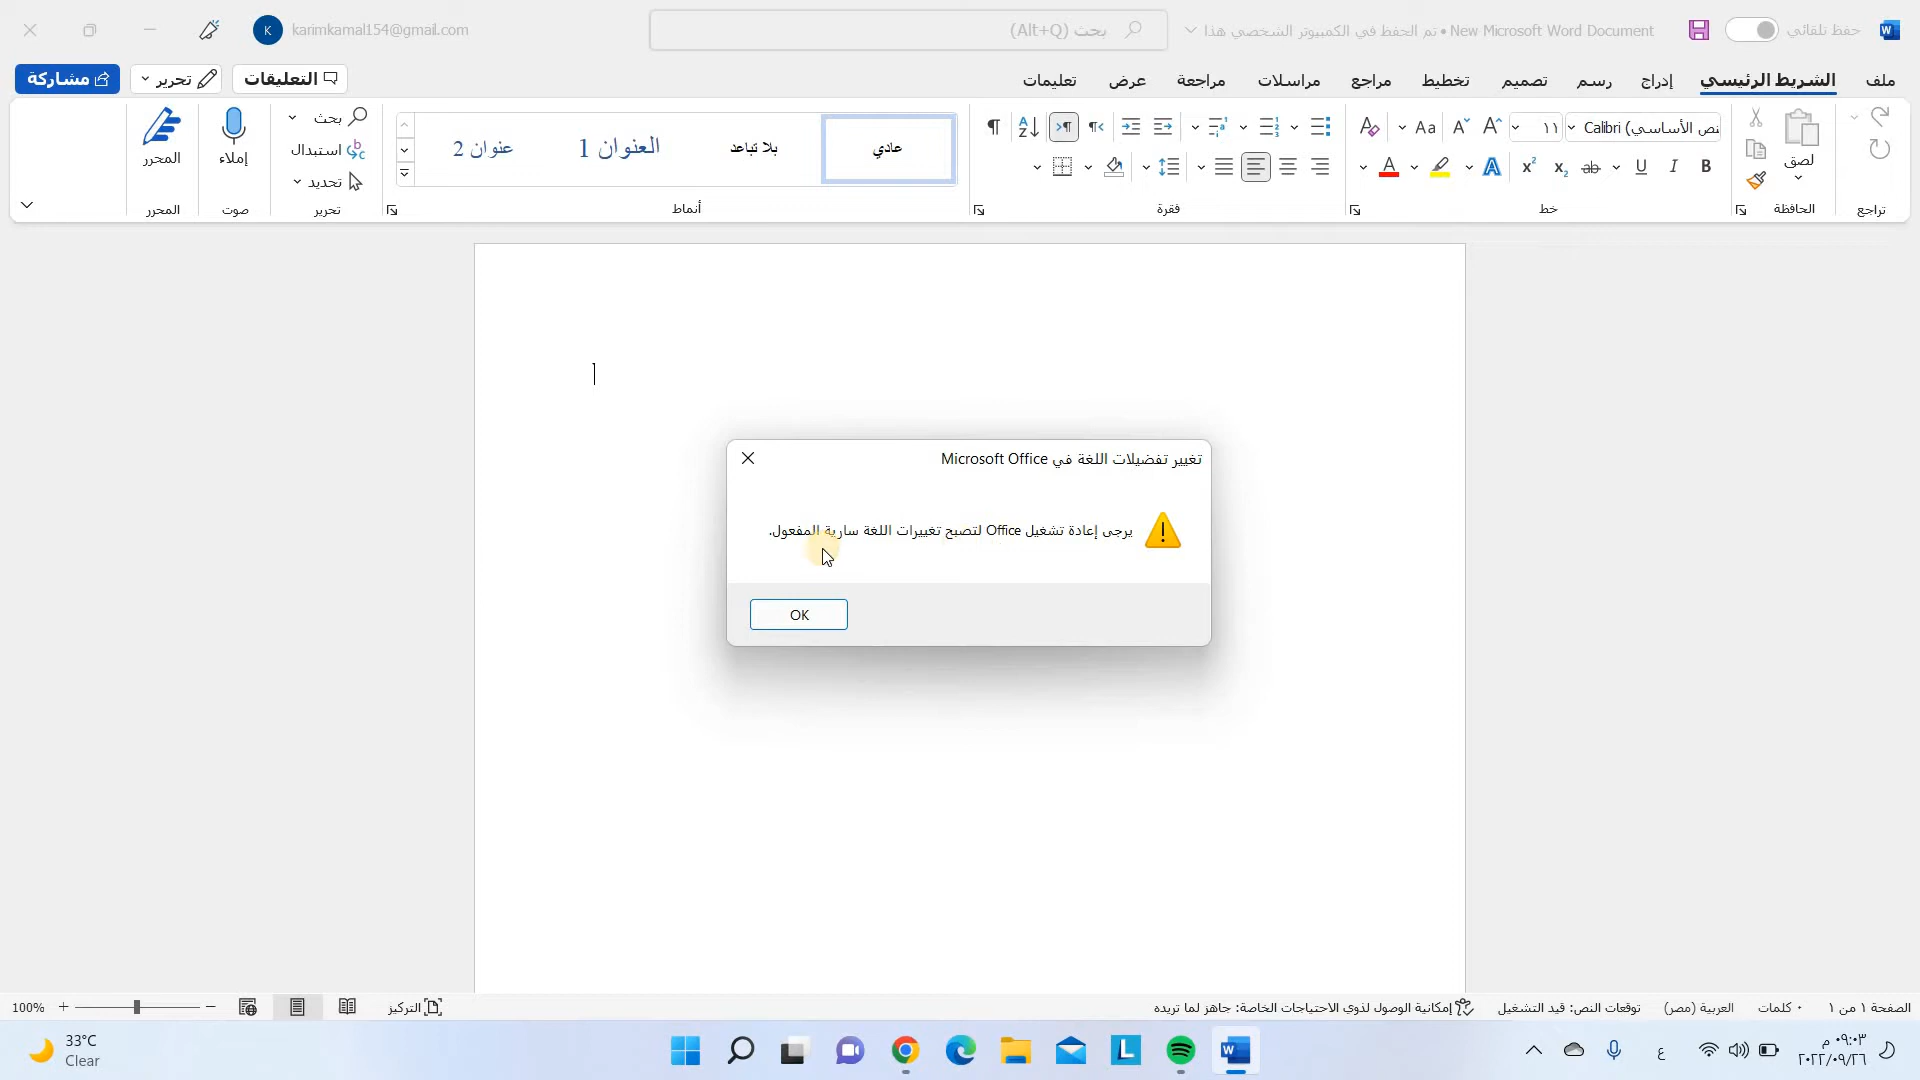 حفظ تلقائي
New Microsoft Word Document • تم الحفظ في الكمبيوتر الشخصي هذا
بحث (Alt+Q)
karimkamal154@gmail.com
K
ملف
الشريط الرئيسي
إدراج
رسم
تصميم
تخطيط
مراجع
مراسلات
مراجعة
عرض
تعليمات
التعليقات
تحرير
مشاركة
تراجع
لصق
الحافظة
Calibri (نص الأساسي
١١
Aa
B
I
U
ab
x₂
x²
A
A
خط
فقرة
عادي
بلا تباعد
العنوان 1
عنوان 2
أنماط
بحث
استبدال
تحديد
تحرير
إملاء
صوت
المحرر
المحرر
تغيير تفضيلات اللغة في Microsoft Office
يرجى إعادة تشغيل Office لتصبح تغييرات اللغة سارية المفعول.
OK
الصفحة ١ من ١
٠ كلمات
العربية (مصر)
توقعات النص: قيد التشغيل
إمكانية الوصول لذوي الاحتياجات الخاصة: جاهز لما تريده
التركيز
100%
33°C
Clear
L
W
ع
٠٩:٠٣ م
٢٠٢٢/٠٩/٢٦